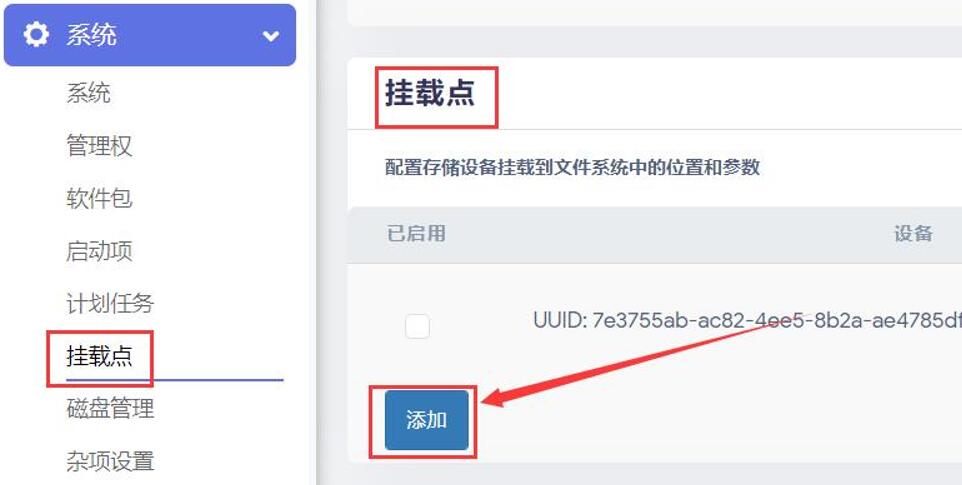 系统
系统
管理权
软件包
启动项
计划任务
挂载点
磁盘管理
杂项设置
挂载点
配置存储设备挂载到文件系统中的位置和参数
已启用 设备
UUID: 7e3755ab-ac82-4ee5-8b2a-ae4785df
添加